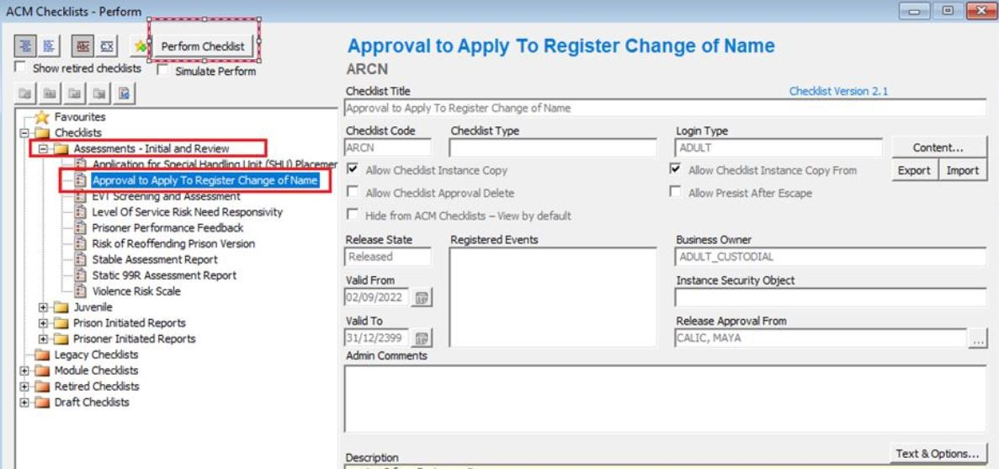 ACM Checklists - Perform
Perform Checklist
Show retired checklists
Simulate Perform
Favourites
Checklists
Assessments - Initial and Review
Application for Special Handling Unit (SHU) Placemer
Approval to Apply To Register Change of Name
EVT Screening and Assessment
Level Of Service Risk Need Responsivity
Prisoner Performance Feedback
Risk of Reoffending Prison Version
Stable Assessment Report
Static 99R Assessment Report
Violence Risk Scale
Juvenile
Prison Initiated Reports
Prisoner Initiated Reports
Legacy Checklists
Module Checklists
Retired Checklists
Draft Checklists
Approval to Apply To Register Change of Name
ARCN
Checklist Title
Checklist Version 2.1
Approval to Apply To Register Change of Name
Checklist Code
Checklist Type
Login Type
ARCN
ADULT
Content...
Allow Checklist Instance Copy
Allow Checklist Instance Copy From
Export
Import
Allow Checklist Approval Delete
Allow Presist After Escape
Hide from ACM Checklists – View by default
Release State
Registered Events
Business Owner
Released
ADULT_CUSTODIAL
Valid From
Instance Security Object
02/09/2022
Valid To
Release Approval From
31/12/2399
CALIC, MAYA
...
Admin Comments
Description
Text & Options...